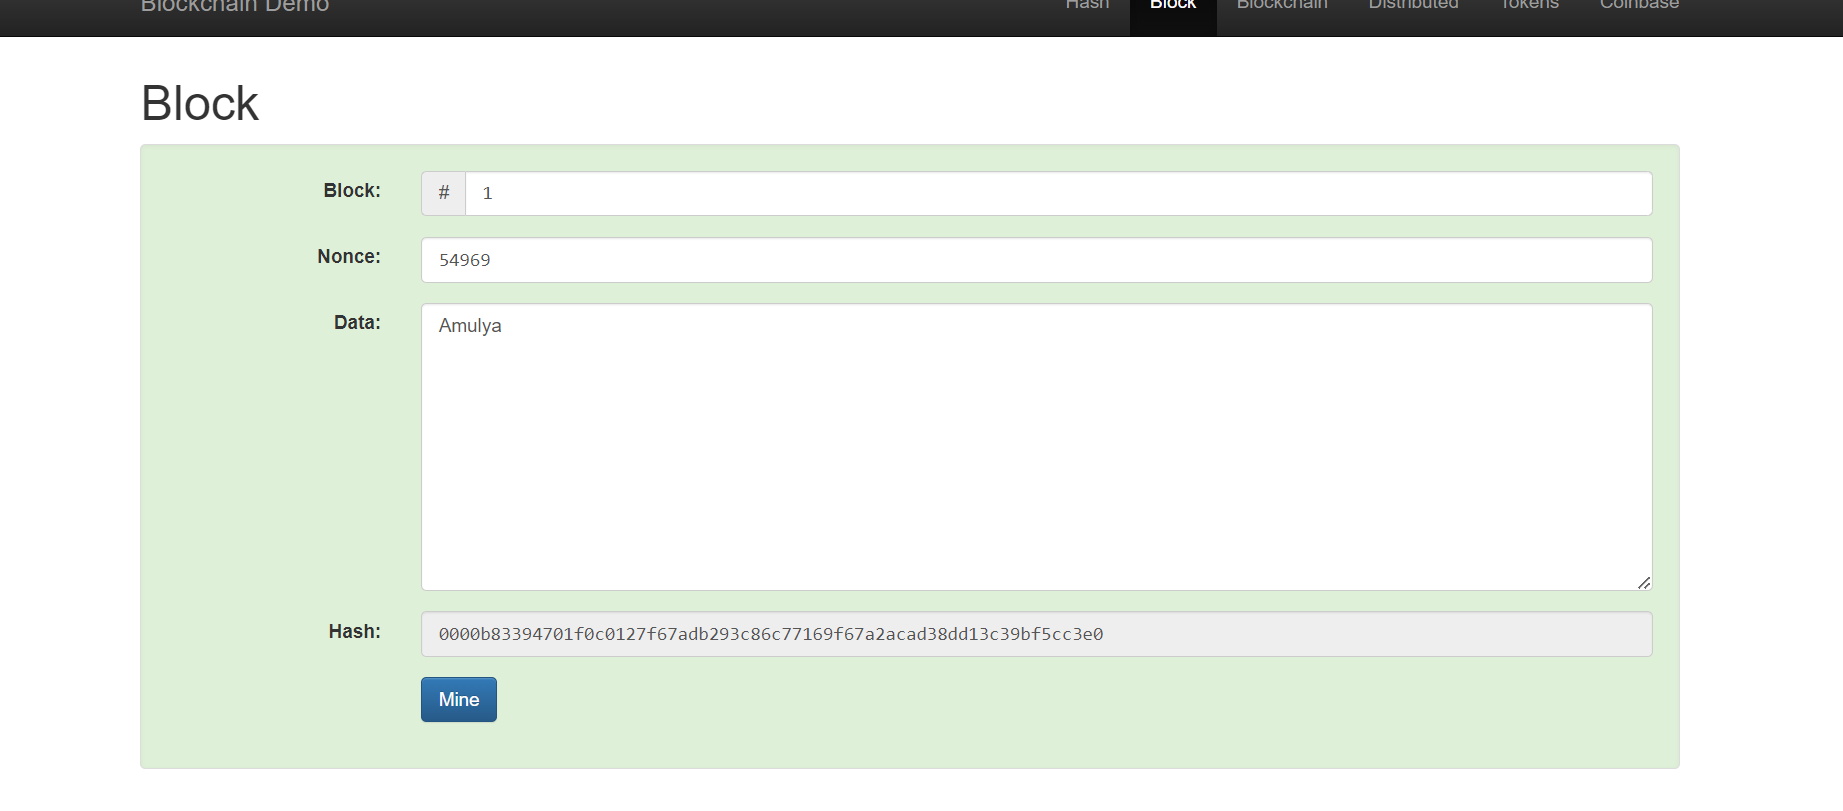 Blockchain Demo Hash Block Blockchain Distributed Tokens Coinbase
Block
Block: # 1
Nonce: 54969
Data: Amulya
Hash: 0000b83394701f0c0127f67adb293c86c77169f67a2acad38dd13c39bf5cc3e0
Mine